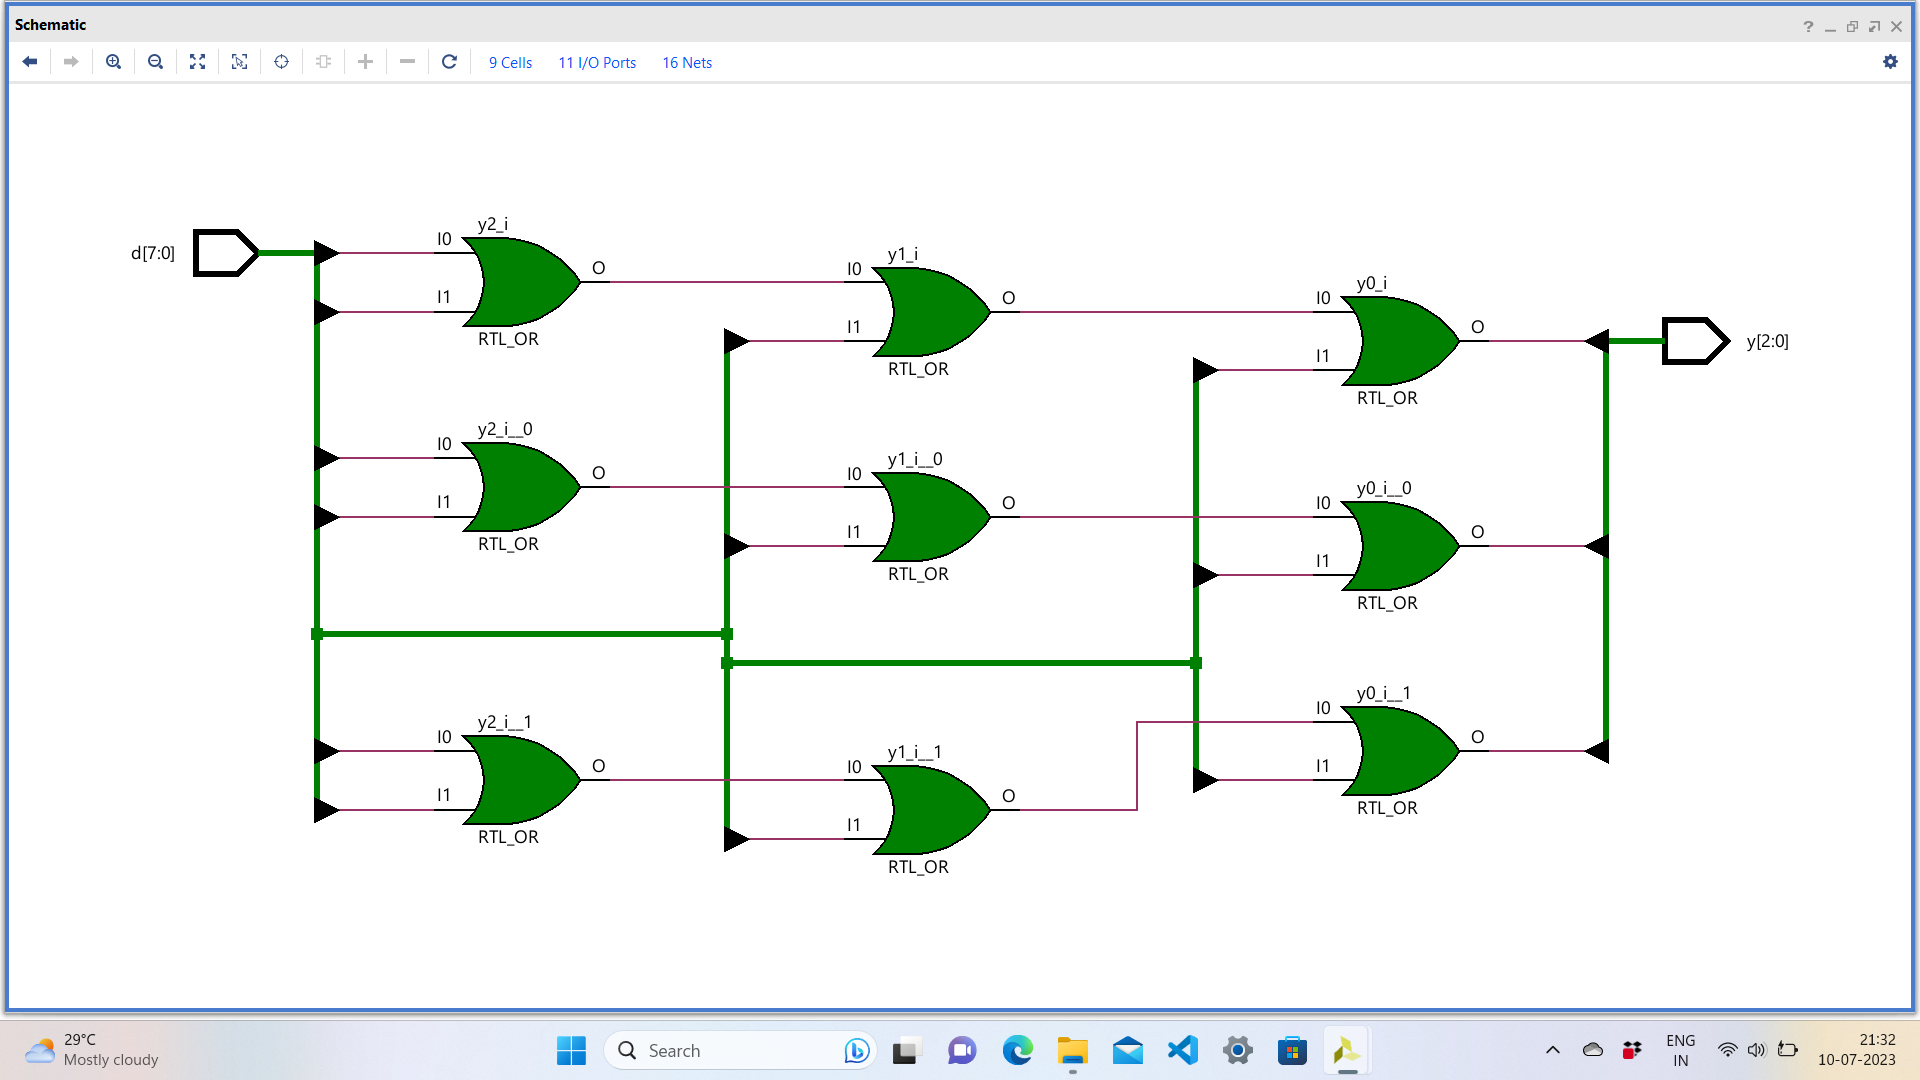 Schematic
9 Cells 11 I/O Ports 16 Nets
d[7:0]
y2_i
I0
I1
O
RTL_OR
y1_i
I0
I1
O
RTL_OR
y0_i
I0
I1
O
RTL_OR
y[2:0]
y2_i__0
I0
I1
O
RTL_OR
y1_i__0
I0
I1
O
RTL_OR
y0_i__0
I0
I1
O
RTL_OR
y2_i__1
I0
I1
O
RTL_OR
y1_i__1
I0
I1
O
RTL_OR
y0_i__1
I0
I1
O
RTL_OR
29°C
Mostly cloudy
Search
ENG
IN
21:32
10-07-2023